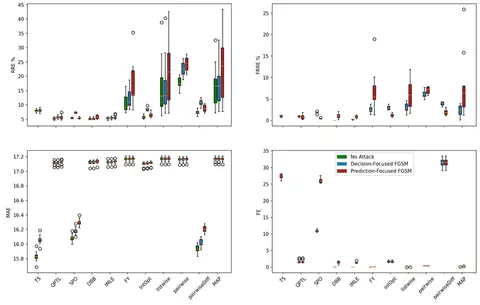 45
40
35
30
25
20
15
10
5
RRE %
25
20
15
10
5
0
FRRE %
17.2
17.0
16.8
16.6
16.4
16.2
16.0
15.8
MAE
TS
QPTL
SPO
DBB
IMLE
FY
IntOpt
listwise
pairwise
pairwiseDiff
MAP
35
30
25
20
15
10
5
0
FE
No Attack
Decision-Focused FGSM
Prediction-Focused FGSM
TS
QPTL
SPO
DBB
IMLE
FY
IntOpt
listwise
pairwise
pairwiseDiff
MAP